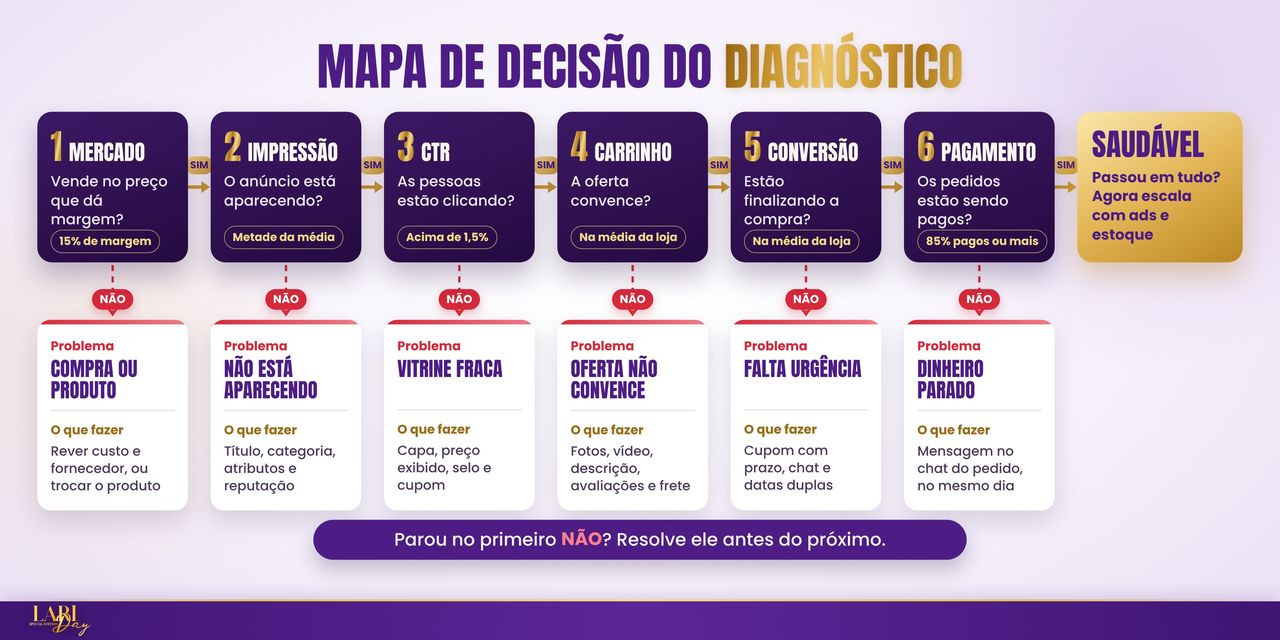 MAPA DE DECISÃO DO DIAGNÓSTICO
1 MERCADO
Vende no preço
que dá
margem?
15% de margem
SIM
2 IMPRESSÃO
O anúncio está
aparecendo?
Metade da média
SIM
3 CTR
As pessoas
estão clicando?
Acima de 1,5%
SIM
4 CARRINHO
A oferta
convence?
Na média da loja
SIM
5 CONVERSÃO
Estão
finalizando a
compra?
Na média da loja
SIM
6 PAGAMENTO
Os pedidos
estão sendo
pagos?
85% pagos ou mais
SIM
SAUDÁVEL
Passou em tudo?
Agora escala
com ads e
estoque
NÃO
Problema
COMPRA OU
PRODUTO
O que fazer
Rever custo e
fornecedor, ou
trocar o produto
NÃO
Problema
NÃO ESTÁ
APARECENDO
O que fazer
Título, categoria,
atributos e
reputação
NÃO
Problema
VITRINE FRACA
O que fazer
Capa, preço
exibido, selo e
cupom
NÃO
Problema
OFERTA NÃO
CONVENCE
O que fazer
Fotos, vídeo,
descrição,
avaliações e frete
NÃO
Problema
FALTA URGÊNCIA
O que fazer
Cupom com
prazo, chat e
datas duplas
NÃO
Problema
DINHEIRO
PARADO
O que fazer
Mensagem no
chat do pedido,
no mesmo dia
Parou no primeiro NÃO? Resolve ele antes do próximo.
Day